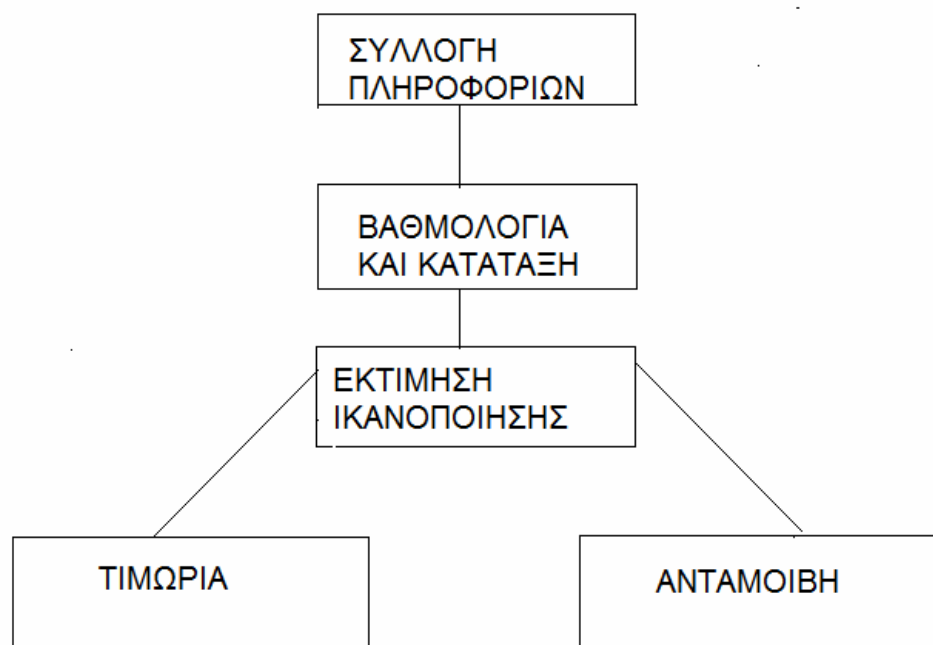 ΣΥΛΛΟΓΗ
ΠΛΗΡΟΦΟΡΙΩΝ
ΒΑΘΜΟΛΟΓΙΑ
ΚΑΙ ΚΑΤΑΤΑΞΗ
ΕΚΤΙΜΗΣΗ
ΙΚΑΝΟΠΟΙΗΣΗΣ
ΤΙΜΩΡΙΑ
ΑΝΤΑΜΟΙΒΗ